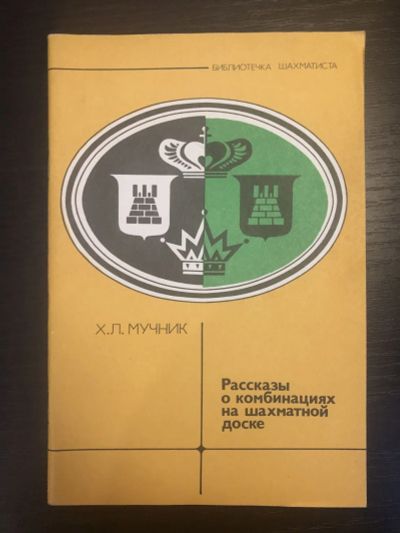 БИБЛИОТЕЧКА ШАХМАТИСТА
Х.Л. МУЧНИК
Рассказы
о комбинациях
на шахматной
доске